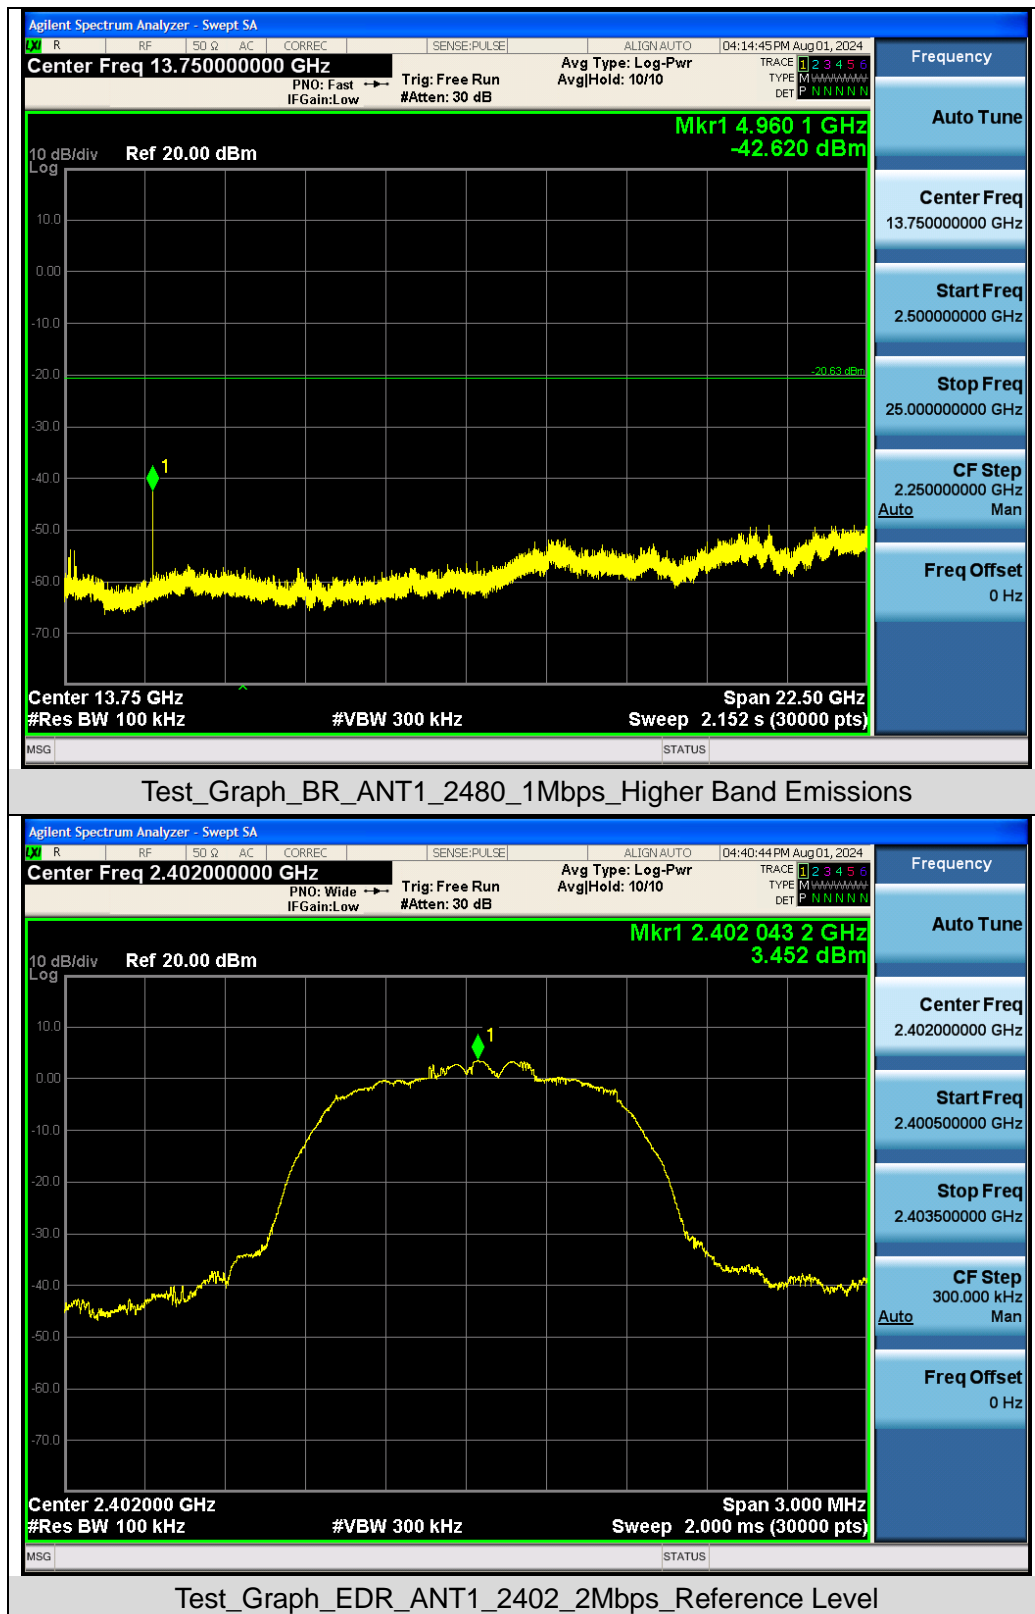 Agilent Spectrum Analyzer - Swept SA
LXI R RF 50 Ω AC CORREC SENSE:PULSE ALIGN AUTO 04:14:45 PM Aug 01, 2024
Center Freq 13.750000000 GHz
PNO: Fast
IFGain:Low
Trig: Free Run
#Atten: 30 dB
Avg Type: Log-Pwr
Avg|Hold: 10/10
TRACE 1 2 3 4 5 6
TYPE M
DET P N N N N N
Frequency
Mkr1 4.960 1 GHz
-42.620 dBm
10 dB/div Ref 20.00 dBm
Log
10.0
0.00
-10.0
-20.0
-20.63 dBm
-30.0
1
-40.0
-50.0
-60.0
-70.0
Center 13.75 GHz Span 22.50 GHz
#Res BW 100 kHz #VBW 300 kHz Sweep 2.152 s (30000 pts)
MSG STATUS
Auto Tune
Center Freq
13.750000000 GHz
Start Freq
2.500000000 GHz
Stop Freq
25.000000000 GHz
CF Step
2.250000000 GHz
Auto Man
Freq Offset
0 Hz
Test_Graph_BR_ANT1_2480_1Mbps_Higher Band Emissions
Agilent Spectrum Analyzer - Swept SA
LXI R RF 50 Ω AC CORREC SENSE:PULSE ALIGN AUTO 04:40:44 PM Aug 01, 2024
Center Freq 2.402000000 GHz
PNO: Wide
IFGain:Low
Trig: Free Run
#Atten: 30 dB
Avg Type: Log-Pwr
Avg|Hold: 10/10
TRACE 1 2 3 4 5 6
TYPE M
DET P N N N N N
Frequency
Mkr1 2.402 043 2 GHz
3.452 dBm
10 dB/div Ref 20.00 dBm
Log
10.0
1
0.00
-10.0
-20.0
-30.0
-40.0
-50.0
-60.0
-70.0
Center 2.402000 GHz Span 3.000 MHz
#Res BW 100 kHz #VBW 300 kHz Sweep 2.000 ms (30000 pts)
MSG STATUS
Auto Tune
Center Freq
2.402000000 GHz
Start Freq
2.400500000 GHz
Stop Freq
2.403500000 GHz
CF Step
300.000 kHz
Auto Man
Freq Offset
0 Hz
Test_Graph_EDR_ANT1_2402_2Mbps_Reference Level